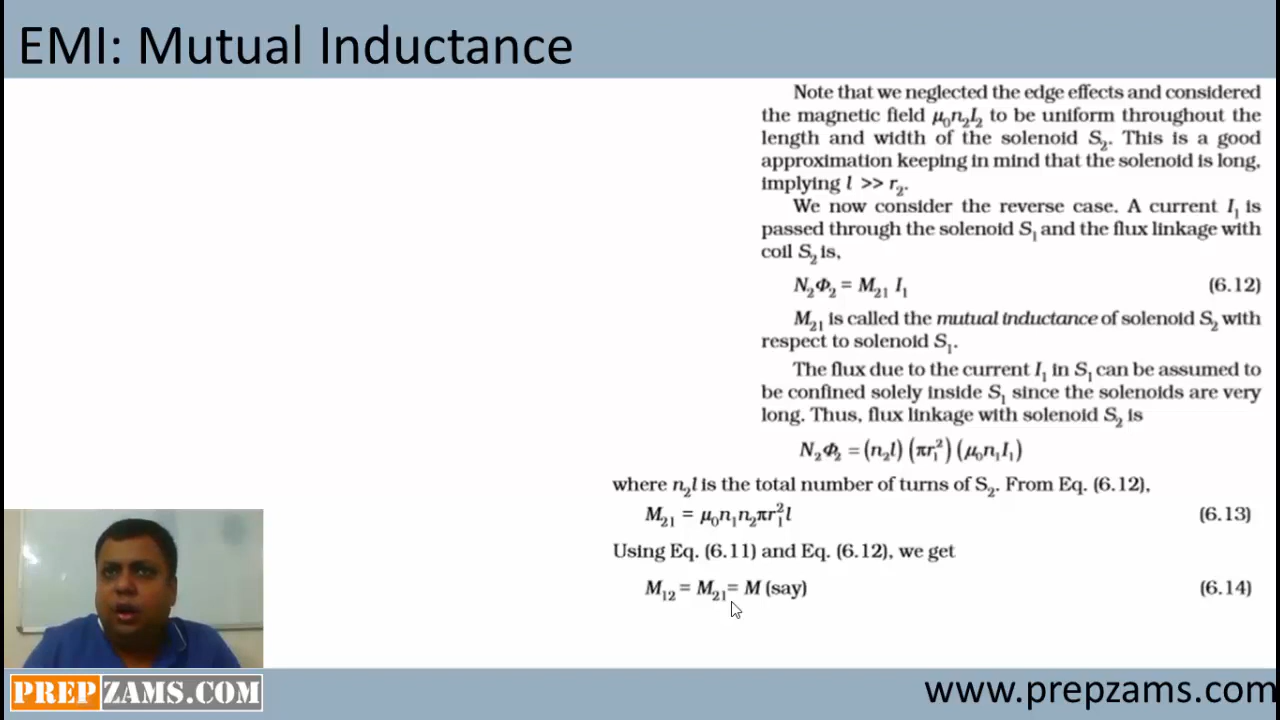 EMI: Mutual Inductance
Note that we neglected the edge effects and considered
the magnetic field μ₀n₂I₂ to be uniform throughout the
length and width of the solenoid S₂. This is a good
approximation keeping in mind that the solenoid is long,
implying l >> r₂.
We now consider the reverse case. A current I₁ is
passed through the solenoid S₁ and the flux linkage with
coil S₂ is,
N₂Φ₂ = M₂₁ I₁ (6.12)
M₂₁ is called the mutual inductance of solenoid S₂ with
respect to solenoid S₁.
The flux due to the current I₁ in S₁ can be assumed to
be confined solely inside S₁ since the solenoids are very
long. Thus, flux linkage with solenoid S₂ is
N₂Φ₂ = (n₂l) (πr₁²) (μ₀n₁I₁)
where n₂l is the total number of turns of S₂. From Eq. (6.12),
M₂₁ = μ₀n₁n₂πr₁²l (6.13)
Using Eq. (6.11) and Eq. (6.12), we get
M₁₂ = M₂₁= M (say) (6.14)
PREPZAMS.COM
www.prepzams.com